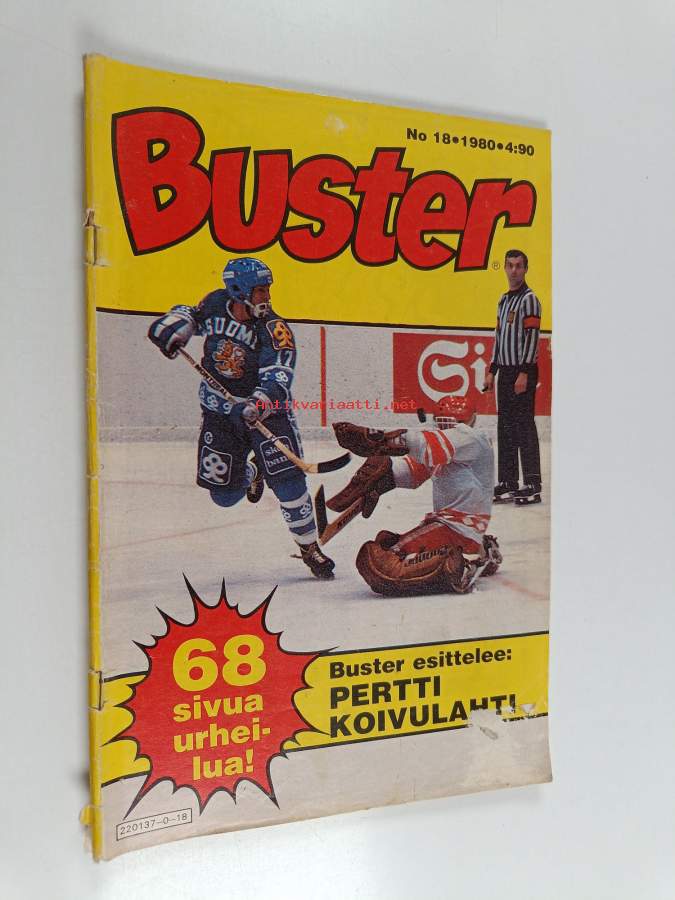 No 18•1980•4:90
Buster
®
SUOMI
17
Si
Antikvariaatti.net
68
sivua
urhei-
lua!
Buster esittelee:
PERTTI
KOIVULAHTI
220137-0-18